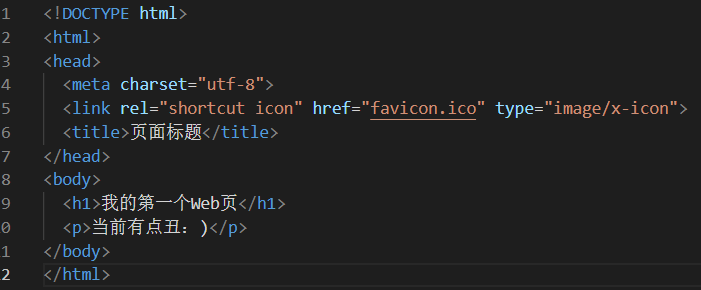 1 <!DOCTYPE html>
2 <html>
3 <head>
4 <meta charset="utf-8">
5 <link rel="shortcut icon" href="favicon.ico" type="image/x-icon">
6 <title>页面标题</title>
7 </head>
8 <body>
9 <h1>我的第一个Web页</h1>
0 <p>当前有点丑：)</p>
1 </body>
2 </html>